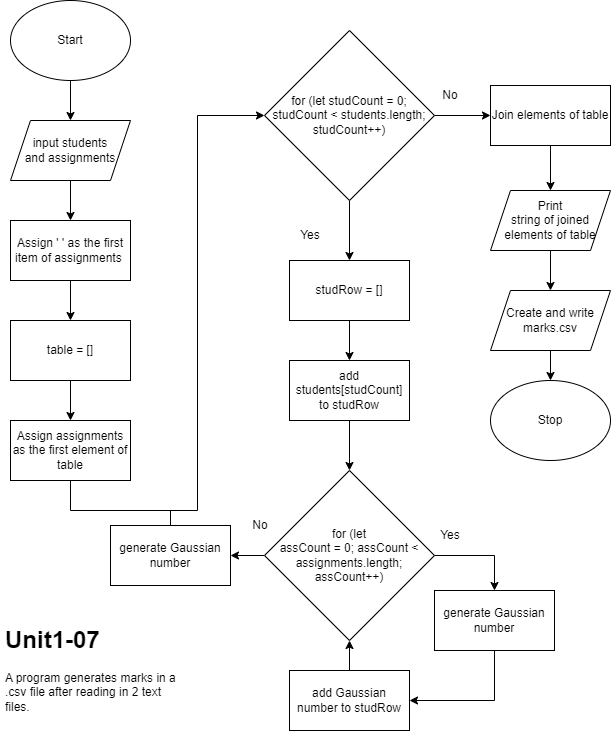 Start
input students
and assignments
Assign ' ' as the first
item of assignments
table = []
Assign assignments
as the first element of
table
for (let studCount = 0;
studCount < students.length;
studCount++)
No
Yes
Join elements of table
Print
string of joined
elements of table
Create and write
marks.csv
Stop
studRow = []
add
students[studCount]
to studRow
for (let
assCount = 0; assCount <
assignments.length;
assCount++)
No
Yes
generate Gaussian
number
generate Gaussian
number
add Gaussian
number to studRow
Unit1-07
A program generates marks in a
.csv file after reading in 2 text
files.